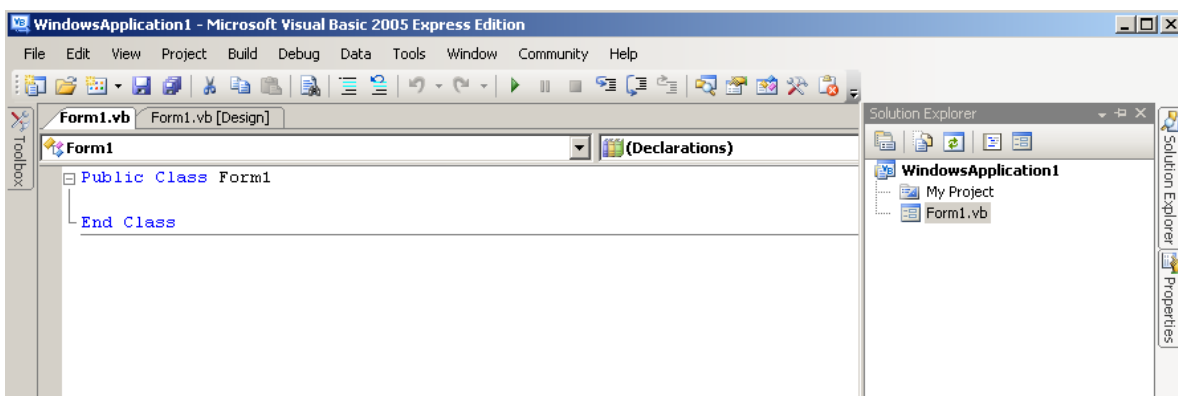 WindowsApplication1 - Microsoft Visual Basic 2005 Express Edition
File Edit View Project Build Debug Data Tools Window Community Help
Toolbox
Form1.vb Form1.vb [Design]
Form1 (Declarations)
Public Class Form1
End Class
Solution Explorer
WindowsApplication1
My Project
Form1.vb
Solution Explorer
Properties